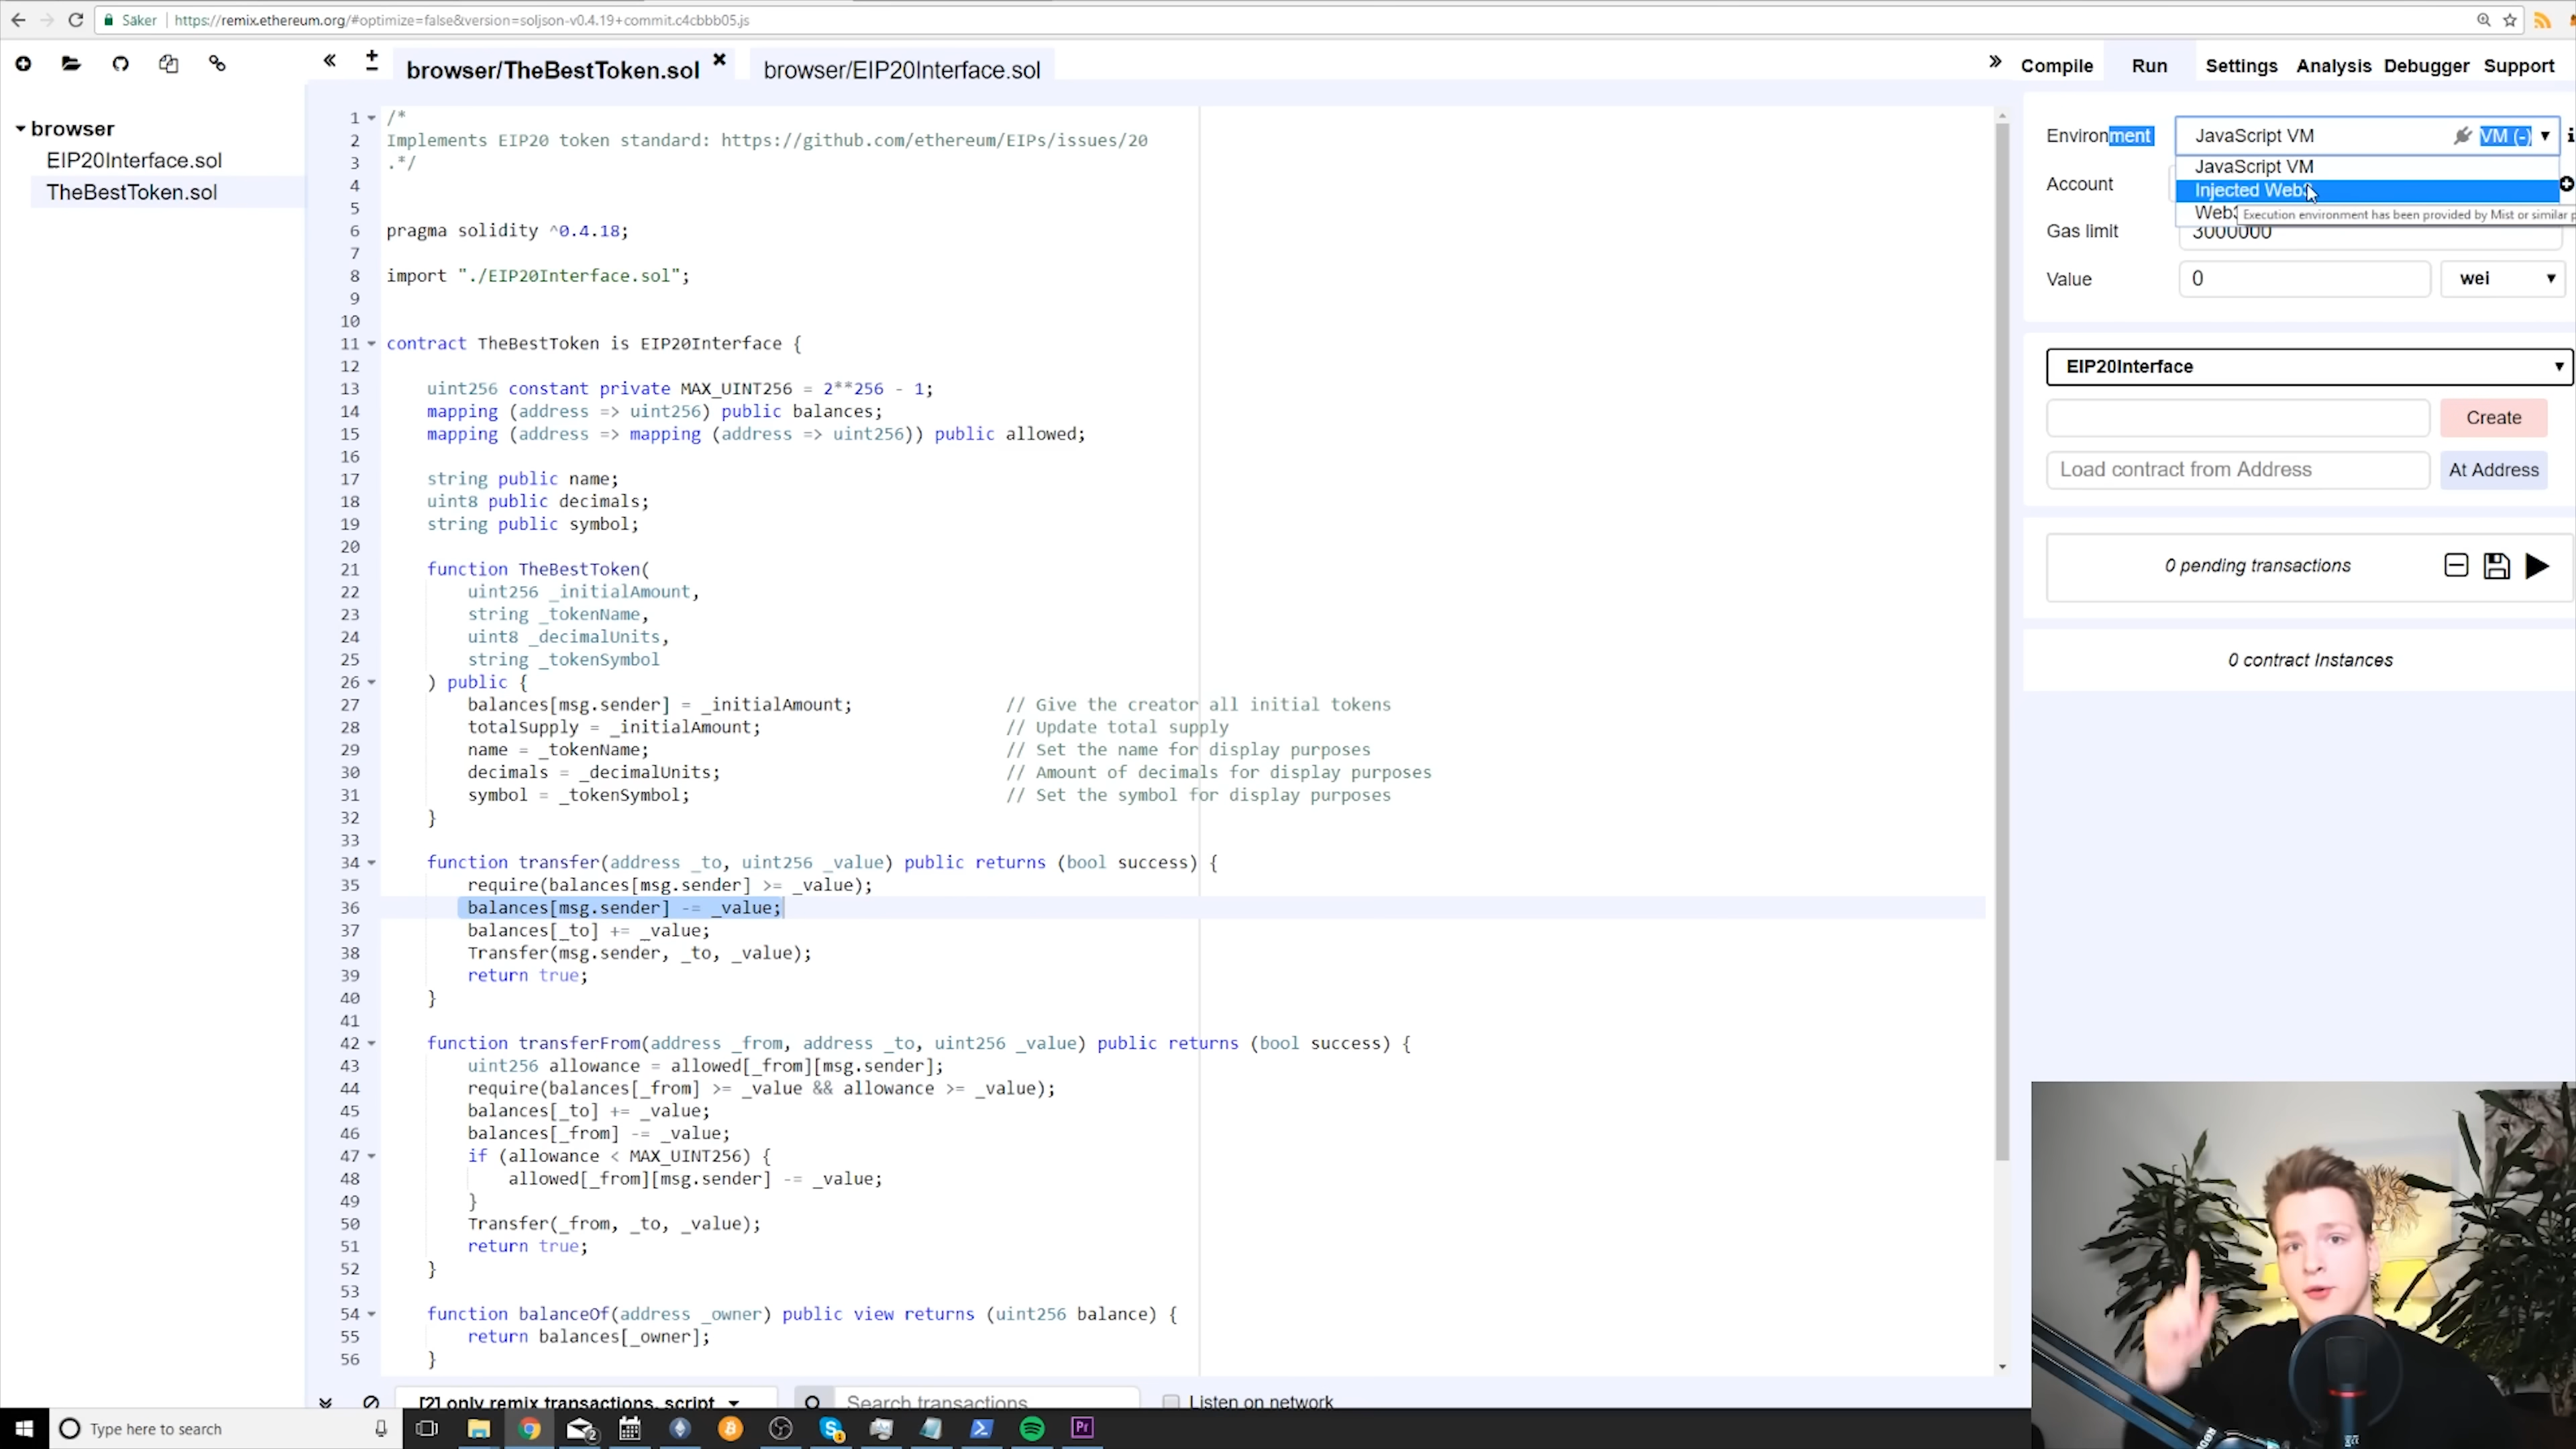 Säker
https://remix.ethereum.org/#optimize=false&version=soljson-v0.4.19+commit.c4cbbb05.js
browser/TheBestToken.sol
browser/EIP20Interface.sol
Compile
Run
Settings
Analysis
Debugger
Support
browser
EIP20Interface.sol
TheBestToken.sol
1 /*
2 Implements EIP20 token standard: https://github.com/ethereum/EIPs/issues/20
3 .*/
4
5
6 pragma solidity ^0.4.18;
7
8 import "./EIP20Interface.sol";
9
10
11 contract TheBestToken is EIP20Interface {
12
13 uint256 constant private MAX_UINT256 = 2**256 - 1;
14 mapping (address => uint256) public balances;
15 mapping (address => mapping (address => uint256)) public allowed;
16
17 string public name;
18 uint8 public decimals;
19 string public symbol;
20
21 function TheBestToken(
22 uint256 _initialAmount,
23 string _tokenName,
24 uint8 _decimalUnits,
25 string _tokenSymbol
26 ) public {
27 balances[msg.sender] = _initialAmount; // Give the creator all initial tokens
28 totalSupply = _initialAmount; // Update total supply
29 name = _tokenName; // Set the name for display purposes
30 decimals = _decimalUnits; // Amount of decimals for display purposes
31 symbol = _tokenSymbol; // Set the symbol for display purposes
32 }
33
34 function transfer(address _to, uint256 _value) public returns (bool success) {
35 require(balances[msg.sender] >= _value);
36 balances[msg.sender] -= _value;
37 balances[_to] += _value;
38 Transfer(msg.sender, _to, _value);
39 return true;
40 }
41
42 function transferFrom(address _from, address _to, uint256 _value) public returns (bool success) {
43 uint256 allowance = allowed[_from][msg.sender];
44 require(balances[_from] >= _value && allowance >= _value);
45 balances[_to] += _value;
46 balances[_from] -= _value;
47 if (allowance < MAX_UINT256) {
48 allowed[_from][msg.sender] -= _value;
49 }
50 Transfer(_from, _to, _value);
51 return true;
52 }
53
54 function balanceOf(address _owner) public view returns (uint256 balance) {
55 return balances[_owner];
56 }
Environment
JavaScript VM
VM (-)
JavaScript VM
Injected Web3
Account
Execution environment has been provided by Mist or similar
Gas limit
3000000
Value
0
wei
EIP20Interface
Create
Load contract from Address
At Address
0 pending transactions
0 contract Instances
[2] only remix transactions, script
Search transactions
Listen on network
Type here to search
2
Pr